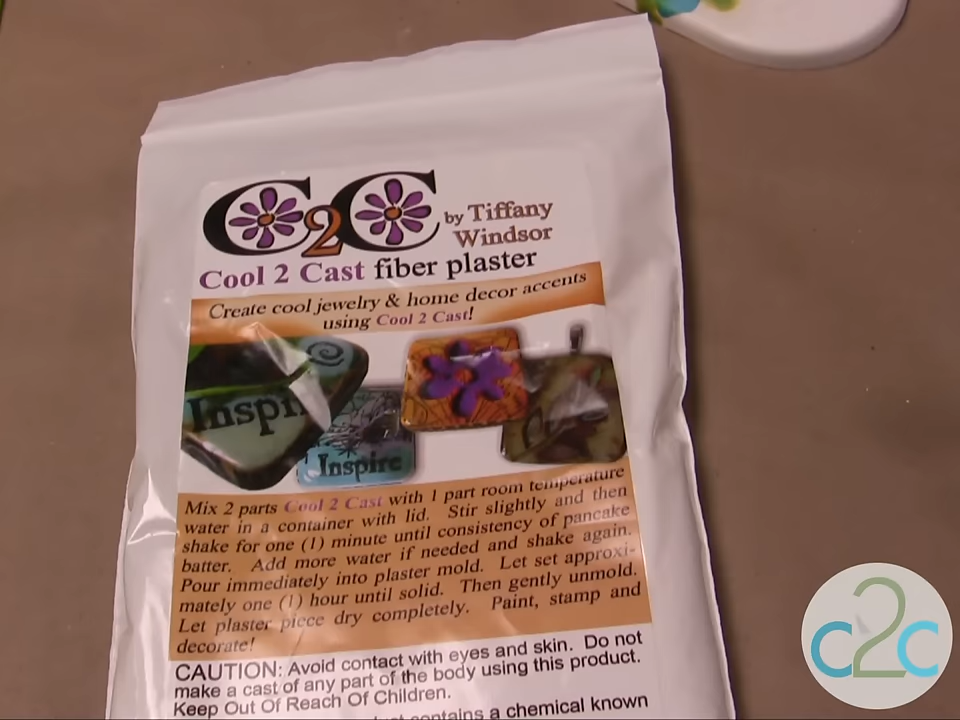 C2C by Tiffany
Windsor
Cool 2 Cast fiber plaster
Create cool jewelry & home decor accents
using Cool 2 Cast!
Inspi
Inspire
Mix 2 parts Cool 2 Cast with 1 part room temperature
water in a container with lid. Stir slightly and then
shake for one (1) minute until consistency of pancake
batter. Add more water if needed and shake again.
Pour immediately into plaster mold. Let set approxi-
mately one (1) hour until solid. Then gently unmold.
Let plaster piece dry completely. Paint, stamp and
decorate!
CAUTION: Avoid contact with eyes and skin. Do not
make a cast of any part of the body using this product.
Keep Out Of Reach Of Children.
contains a chemical known
c2c